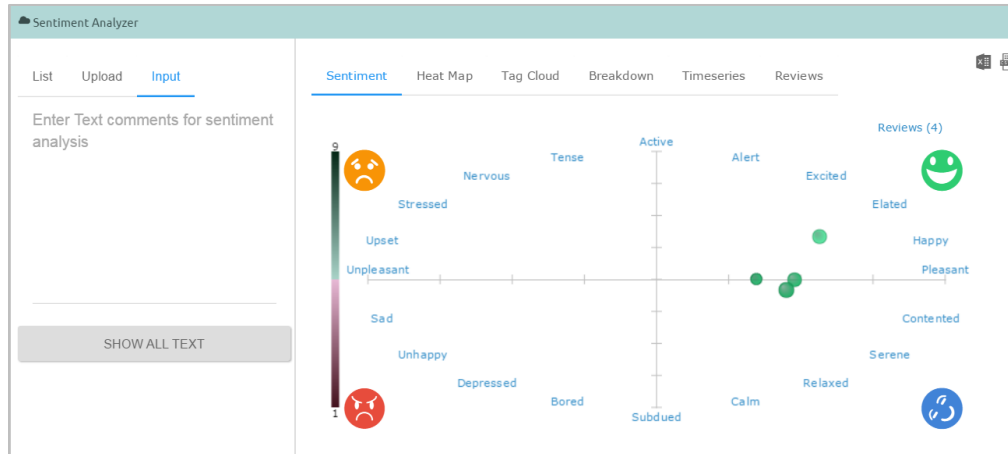 Sentiment Analyzer
List Upload Input
Enter Text comments for sentiment
analysis
SHOW ALL TEXT
Sentiment Heat Map Tag Cloud Breakdown Timeseries Reviews
Reviews (4)
9
Active
Tense
Alert
Nervous
Excited
Stressed
Elated
Upset
Happy
Unpleasant
Pleasant
Sad
Contented
Unhappy
Serene
Depressed
Relaxed
Bored
Calm
1
Subdued